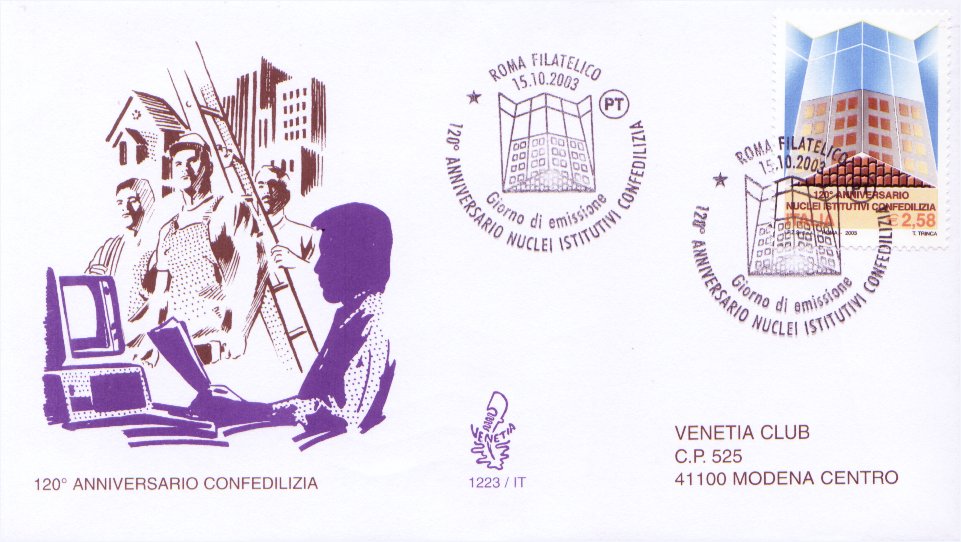 ROMA FILATELICO
15.10.2003
PT
Giorno di emissione
120° ANNIVERSARIO NUCLEI ISTITUTIVI CONFEDILIZIA
120° ANNIVERSARIO
NUCLEI ISTITUTIVI CONFEDILIZIA
ITALIA € 2,58
ROMA - 2003 T. TRINCA
ROMA FILATELICO
15.10.2003
Giorno di emissione
120° ANNIVERSARIO NUCLEI ISTITUTIVI CONFEDILIZIA
VENETIA
1223 / IT
120° ANNIVERSARIO CONFEDILIZIA
VENETIA CLUB
C.P. 525
41100 MODENA CENTRO